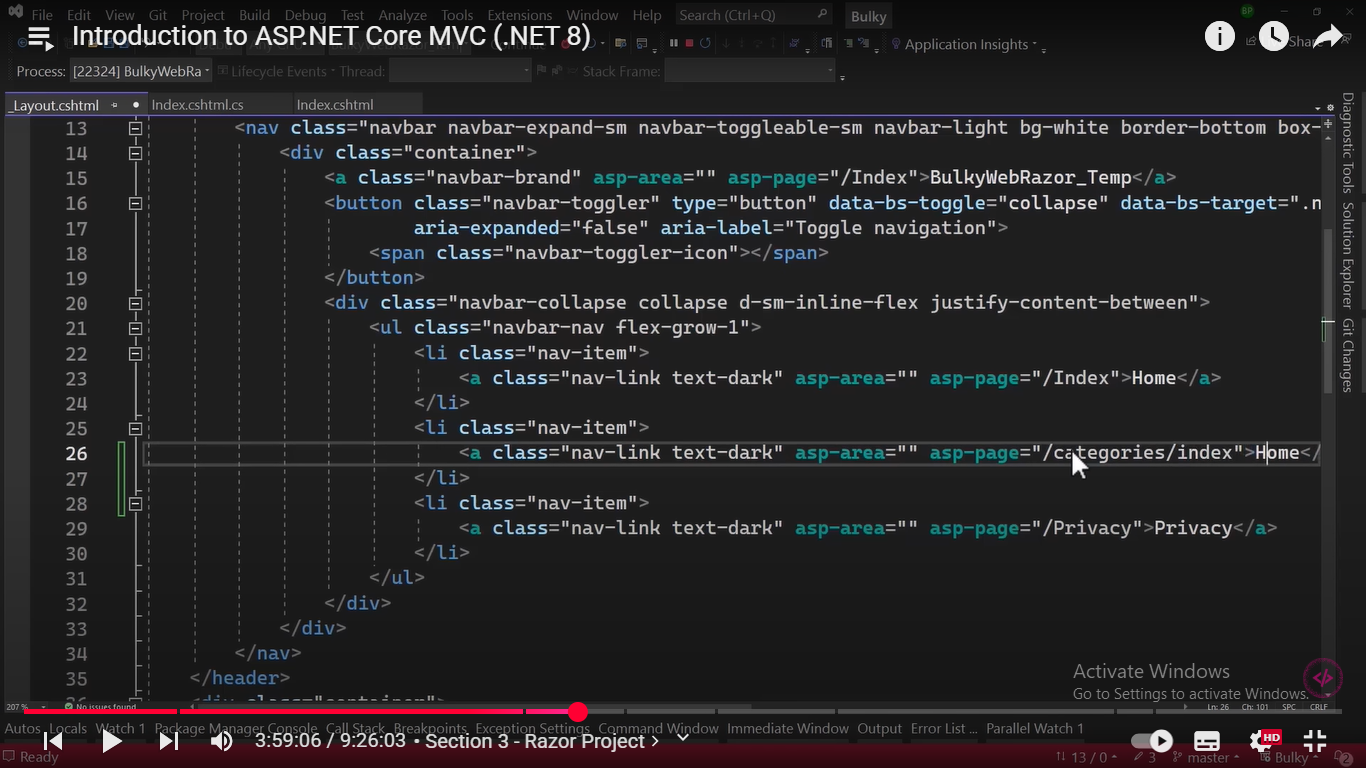 File Edit View Git Project Build Debug Test Analyze Tools Extensions Window Help Search (Ctrl+Q) Bulky BP
Introduction to ASP.NET Core MVC (.NET 8)
Application Insights Share
Process: [22324] BulkyWebRa Lifecycle Events Thread: Stack Frame:
_Layout.cshtml Index.cshtml.cs Index.cshtml
13 <nav class="navbar navbar-expand-sm navbar-toggleable-sm navbar-light bg-white border-bottom box-
14 <div class="container">
15 <a class="navbar-brand" asp-area="" asp-page="/Index">BulkyWebRazor_Temp</a>
16 <button class="navbar-toggler" type="button" data-bs-toggle="collapse" data-bs-target=".n
17 aria-expanded="false" aria-label="Toggle navigation">
18 <span class="navbar-toggler-icon"></span>
19 </button>
20 <div class="navbar-collapse collapse d-sm-inline-flex justify-content-between">
21 <ul class="navbar-nav flex-grow-1">
22 <li class="nav-item">
23 <a class="nav-link text-dark" asp-area="" asp-page="/Index">Home</a>
24 </li>
25 <li class="nav-item">
26 <a class="nav-link text-dark" asp-area="" asp-page="/categories/index">Home</
27 </li>
28 <li class="nav-item">
29 <a class="nav-link text-dark" asp-area="" asp-page="/Privacy">Privacy</a>
30 </li>
31 </ul>
32 </div>
33 </div>
34 </nav>
35 </header>
Diagnostic Tools Solution Explorer Git Changes
Activate Windows
Go to Settings to activate Windows.
207 % No issues found Ln: 26 Ch: 101 SPC CRLF
Autos Locals Watch 1 Package Manager Console Call Stack Breakpoints Exception Settings Command Window Immediate Window Output Error List ... Parallel Watch 1
3:59:06 / 9:26:03 • Section 3 - Razor Project HD
Ready 13 / 0 3 master Bulky 2